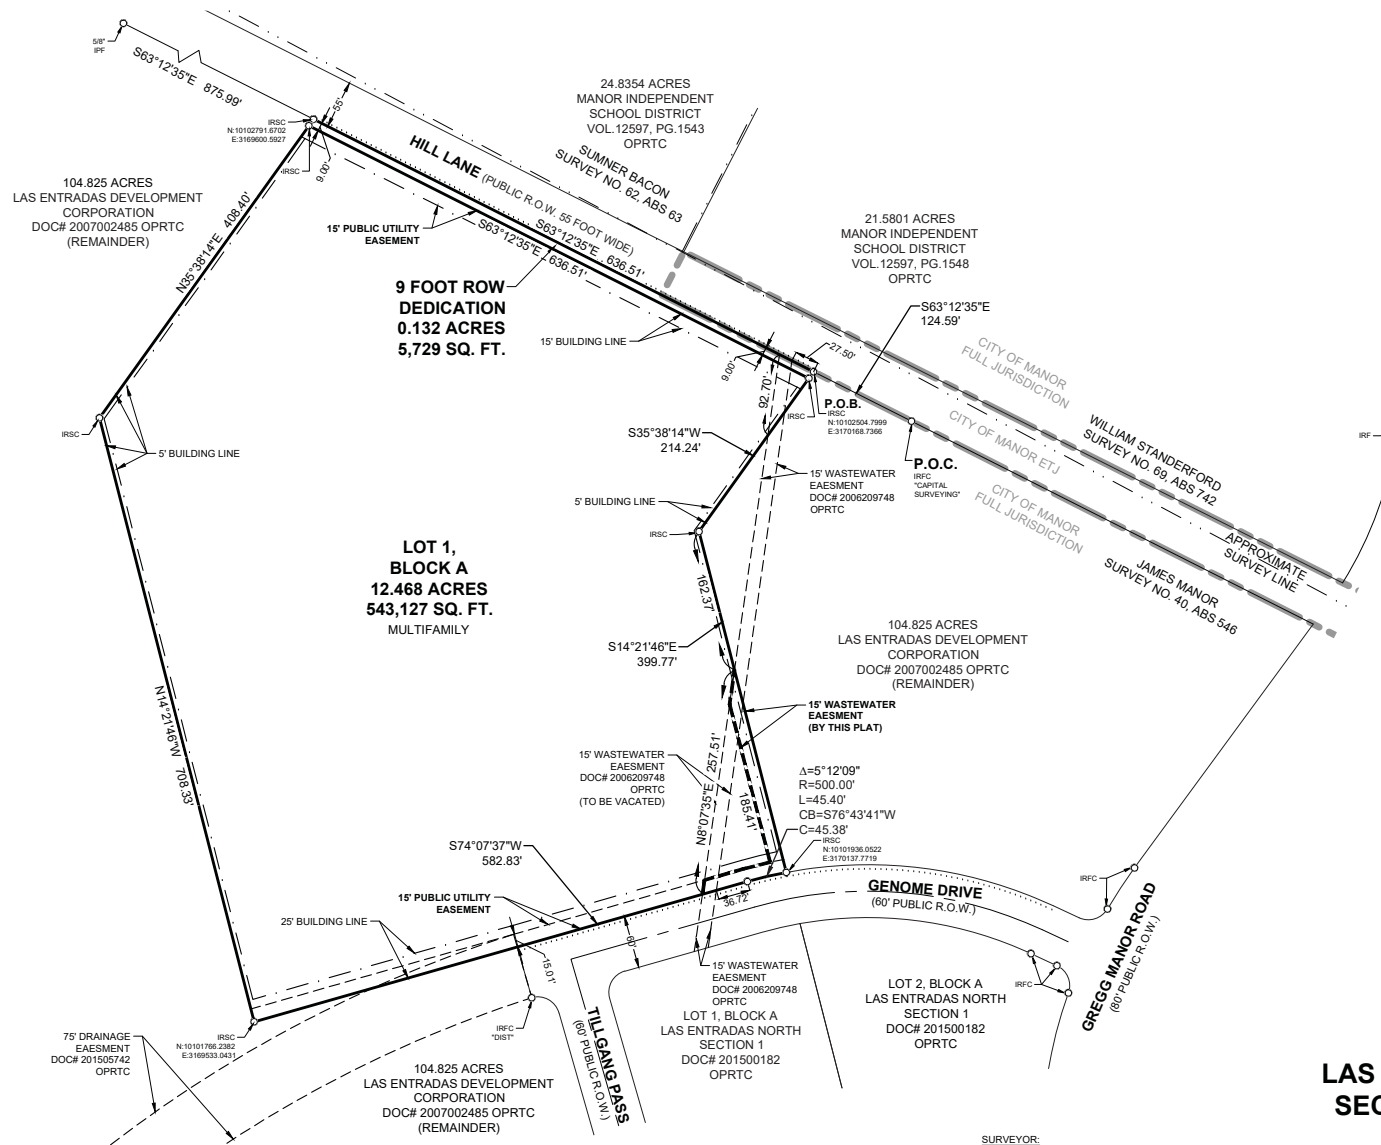 5/8"
IPF
S63°12'35"E 875.99'
55'
IRSC
N:10102791.6702
E:3169600.5927
IRSC
9.00'
24.8354 ACRES
MANOR INDEPENDENT
SCHOOL DISTRICT
VOL.12597, PG.1543
OPRTC
SUMNER BACON
SURVEY NO. 62, ABS 63
HILL LANE (PUBLIC R.O.W. 55 FOOT WIDE)
S63°12'35"E 636.51'
S63°12'35"E 636.51'
104.825 ACRES
LAS ENTRADAS DEVELOPMENT
CORPORATION
DOC# 2007002485 OPRTC
(REMAINDER)
N35°38'14"E 408.40'
15' PUBLIC UTILITY
EASEMENT
21.5801 ACRES
MANOR INDEPENDENT
SCHOOL DISTRICT
VOL.12597, PG.1548
OPRTC
9 FOOT ROW
DEDICATION
0.132 ACRES
5,729 SQ. FT.
15' BUILDING LINE
S63°12'35"E
124.59'
CITY OF MANOR
FULL JURISDICTION
27.50'
9.00'
92.70'
P.O.B.
IRSC
N:10102504.7999
E:3170168.7366
IRSC
CITY OF MANOR ETJ
WILLIAM STANDERFORD
SURVEY NO. 69, ABS 742
IRF
IRSC
5' BUILDING LINE
S35°38'14"W
214.24'
P.O.C.
IRFC
"CAPITAL
SURVEYING"
15' WASTEWATER
EAESMENT
DOC# 2006209748
OPRTC
CITY OF MANOR
FULL JURISDICTION
5' BUILDING LINE
IRSC
APPROXIMATE
SURVEY LINE
JAMES MANOR
SURVEY NO. 40, ABS 546
LOT 1,
BLOCK A
12.468 ACRES
543,127 SQ. FT.
MULTIFAMILY
162.37'
S14°21'46"E
399.77'
104.825 ACRES
LAS ENTRADAS DEVELOPMENT
CORPORATION
DOC# 2007002485 OPRTC
(REMAINDER)
N14°21'46"W 708.33'
15' WASTEWATER
EAESMENT
(BY THIS PLAT)
15' WASTEWATER
EAESMENT
DOC# 2006209748
OPRTC
(TO BE VACATED)
N8°07'35"E 257.51'
185.41'
Δ=5°12'09"
R=500.00'
L=45.40'
CB=S76°43'41"W
C=45.38'
IRSC
N:10101936.0522
E:3170137.7719
S74°07'37"W
582.83'
15' PUBLIC UTILITY
EASEMENT
25' BUILDING LINE
36.72'
GENOME DRIVE
(60' PUBLIC R.O.W.)
IRFC
GREGG MANOR ROAD
(80' PUBLIC R.O.W.)
60'
15.01'
15' WASTEWATER
EAESMENT
DOC# 2006209748
OPRTC
IRFC
LOT 2, BLOCK A
LAS ENTRADAS NORTH
SECTION 1
DOC# 201500182
OPRTC
IRSC
N:10101766.2382
E:3169533.0431
75' DRAINAGE
EAESMENT
DOC# 201505742
OPRTC
IRFC
"DIST"
TILLGANG PASS
(60' PUBLIC R.O.W.)
LOT 1, BLOCK A
LAS ENTRADAS NORTH
SECTION 1
DOC# 201500182
OPRTC
104.825 ACRES
LAS ENTRADAS DEVELOPMENT
CORPORATION
DOC# 2007002485 OPRTC
(REMAINDER)
LAS
SEC
SURVEYOR: